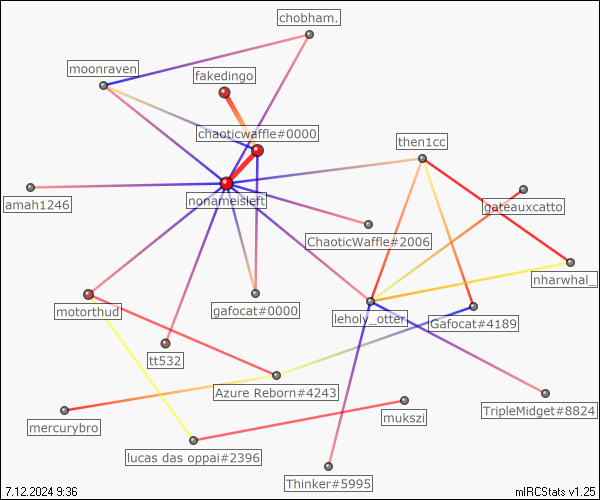 chobham.
moonraven
fakedingo
chaoticwaffle#0000
then1cc
nonameisleft
amah1246
gateauxcatto
ChaoticWaffle#2006
nharwhal_
motorthud
gafocat#0000
leholy_otter
Gafocat#4189
tt532
Azure Reborn#4243
mercurybro
mukszi
TripleMidget#8824
lucas das oppai#2396
Thinker#5995
7.12.2024 9:36
mIRCStats v1.25